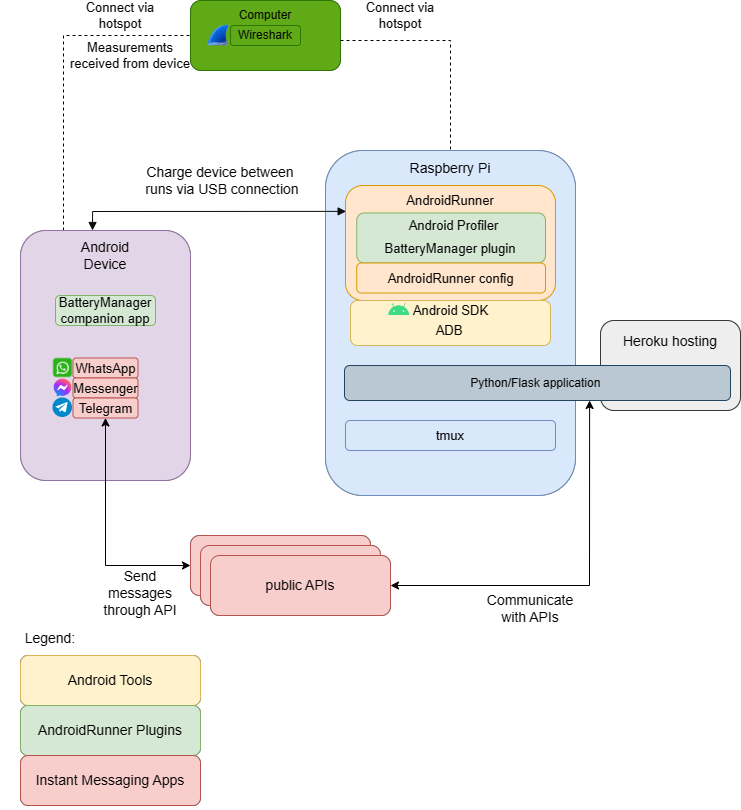 Connect via
hotspot
Computer
Wireshark
Connect via
hotspot
Measurements
received from device
Charge device between
runs via USB connection
Raspberry Pi
AndroidRunner
Android Profiler
BatteryManager plugin
AndroidRunner config
Android SDK
ADB
Android
Device
BatteryManager
companion app
WhatsApp
Messenger
Telegram
Heroku hosting
Python/Flask application
tmux
public APIs
Send
messages
through API
Communicate
with APIs
Legend:
Android Tools
AndroidRunner Plugins
Instant Messaging Apps